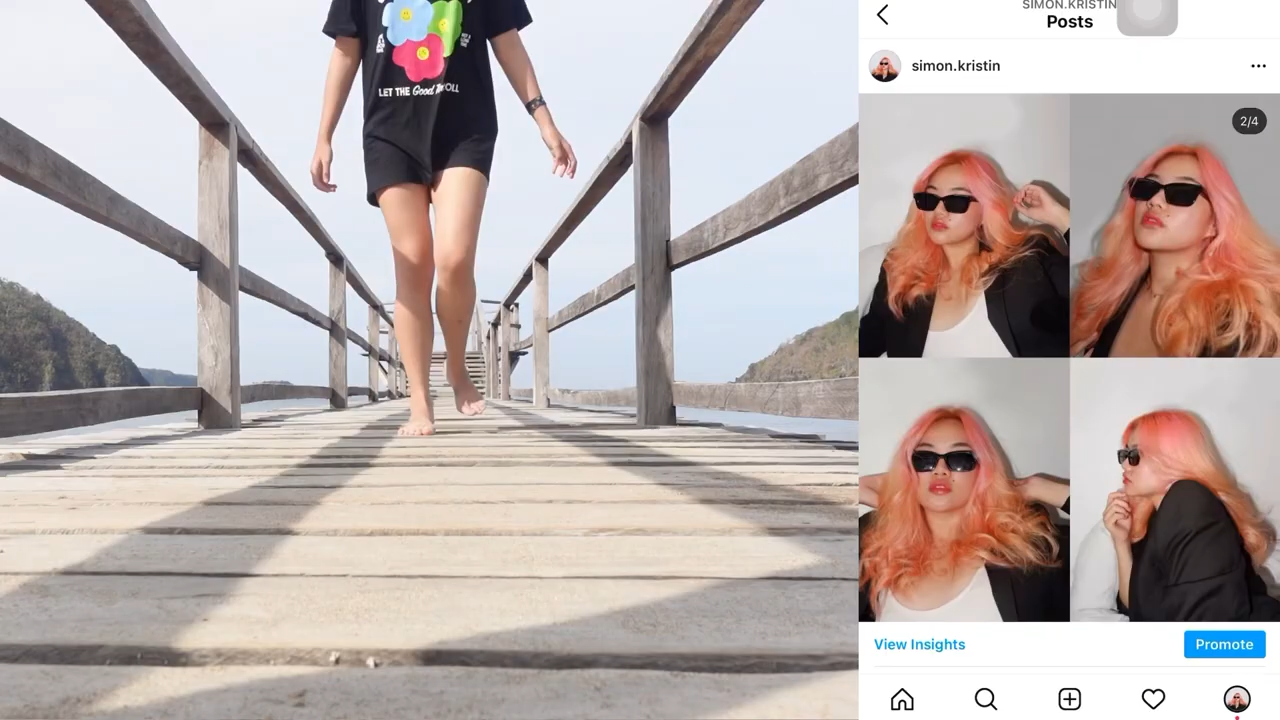 LET THE Good
SIMON.KRISTIN
Posts
simon.kristin
2/4
View Insights
Promote